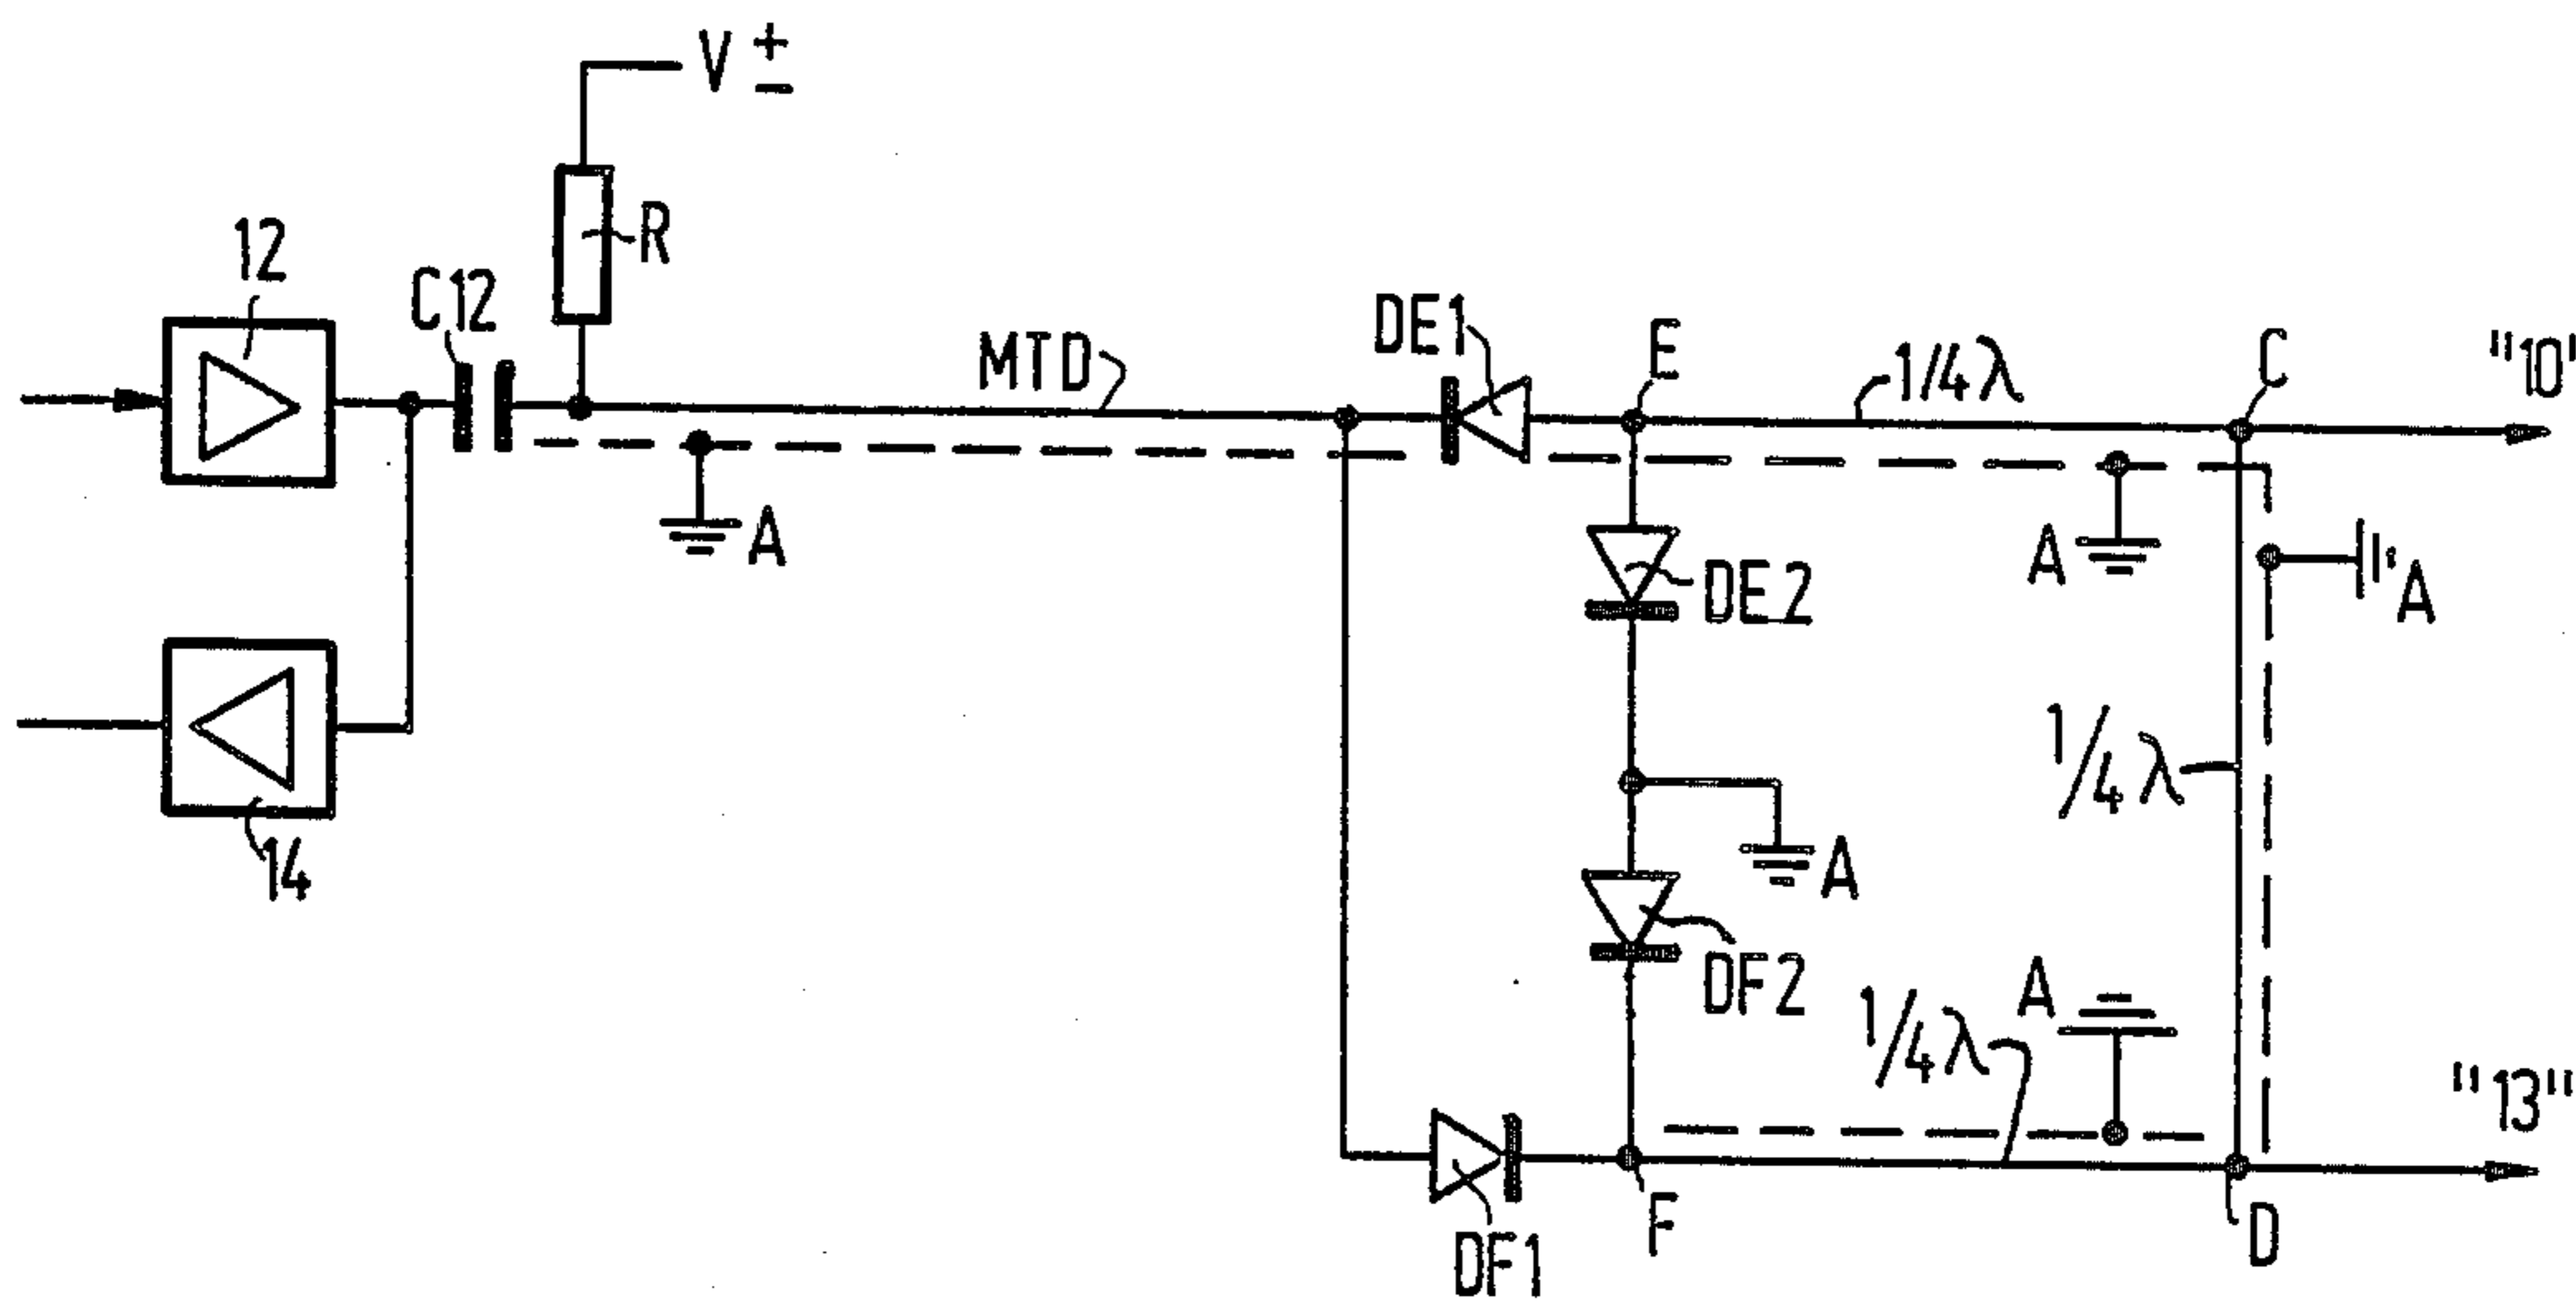 V ±
R
12
C12
MTD
DE1
E
1/4λ
C
"10"
A
DE2
A
A
1/4λ
14
A
DF2
1/4λ
A
"13"
DF1
F
D